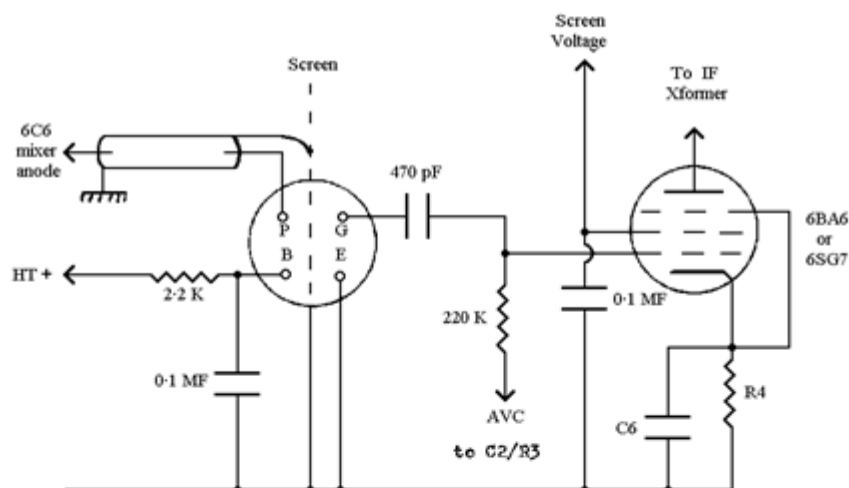 Screen
Voltage
Screen
To IF
Xformer
6C6
mixer
anode
470 pF
P
G
B
E
6BA6
or
6SG7
HT +
2·2 K
220 K
0·1 MF
0·1 MF
R4
AVC
C6
to C2/R3